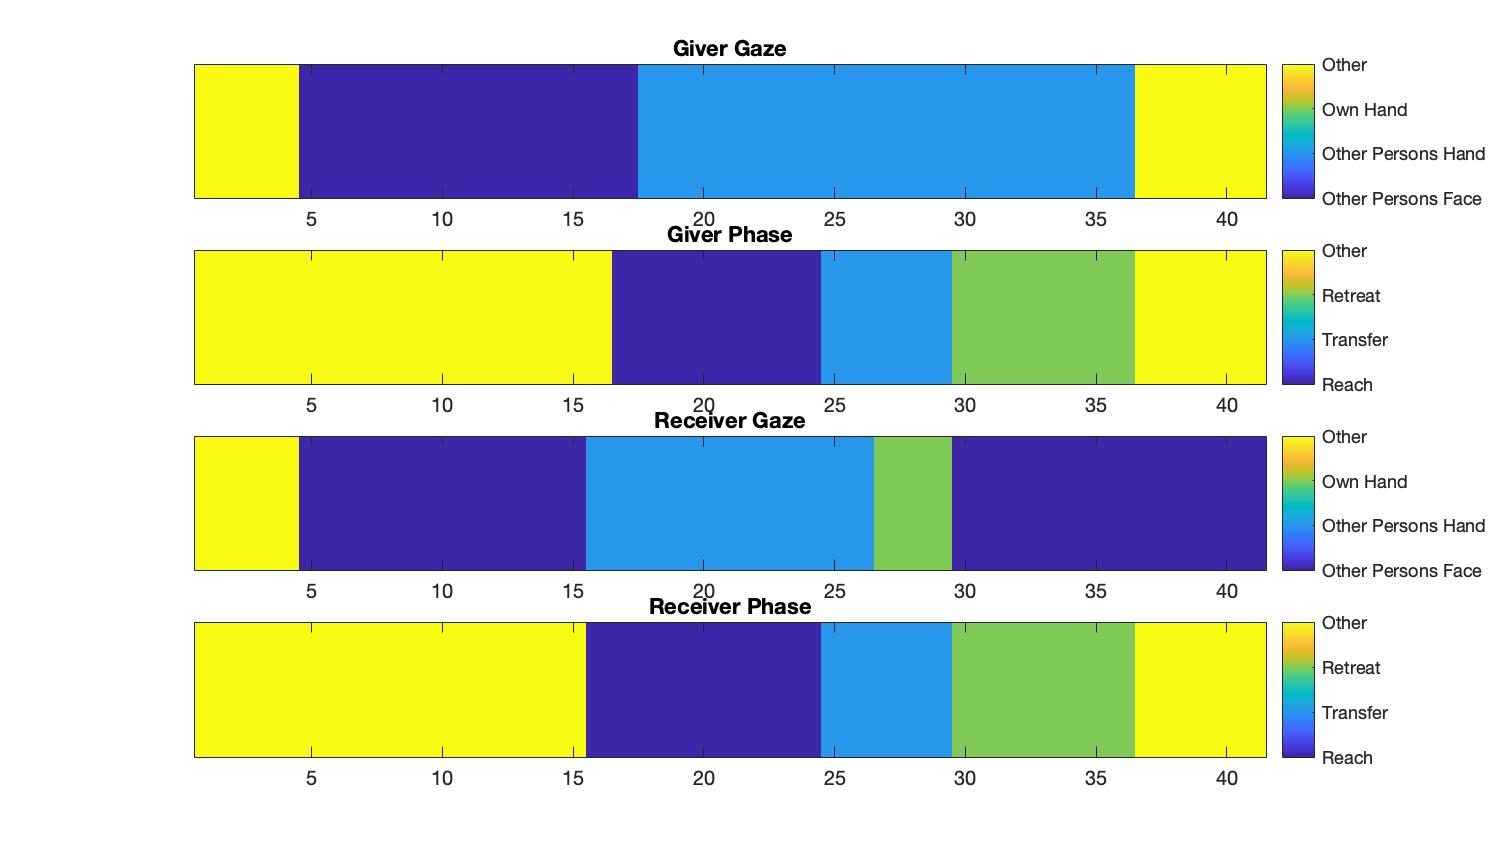 Giver Gaze
Other
Own Hand
Other Persons Hand
Other Persons Face
5 10 15 20 25 30 35 40
Giver Phase
Other
Retreat
Transfer
Reach
5 10 15 20 25 30 35 40
Receiver Gaze
Other
Own Hand
Other Persons Hand
Other Persons Face
5 10 15 20 25 30 35 40
Receiver Phase
Other
Retreat
Transfer
Reach
5 10 15 20 25 30 35 40